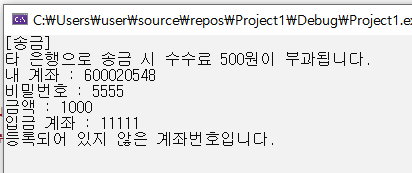 C:₩Users₩user₩source₩repos₩Project1₩Debug₩Project1.ex
[송금]
타 은행으로 송금 시 수수료 500원이 부과됩니다.
내 계좌 : 600020548
비밀번호 : 5555
금액 : 1000
입금 계좌 : 11111
등록되어 있지 않은 계좌번호입니다.